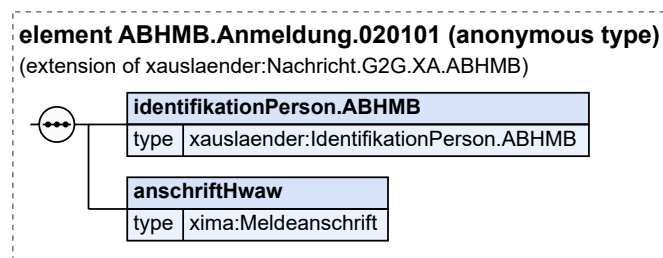 element ABHMB.Anmeldung.020101 (anonymous type)
(extension of xauslaender:Nachricht.G2G.XA.ABHMB)
identifikationPerson.ABHMB
type xauslaender:IdentifikationPerson.ABHMB
anschriftHwaw
type xima:Meldeanschrift